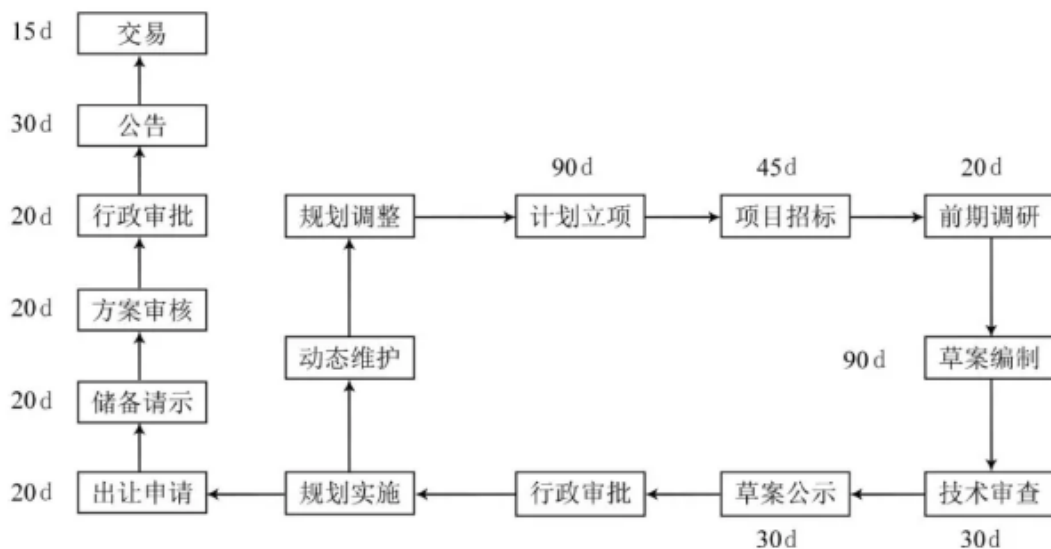 15d
交易
30d
公告
90d
45d
20d
20d
行政审批
规划调整
计划立项
项目招标
前期调研
20d
方案审核
动态维护
90d
草案编制
20d
储备请示
20d
出让申请
规划实施
行政审批
草案公示
技术审查
30d
30d